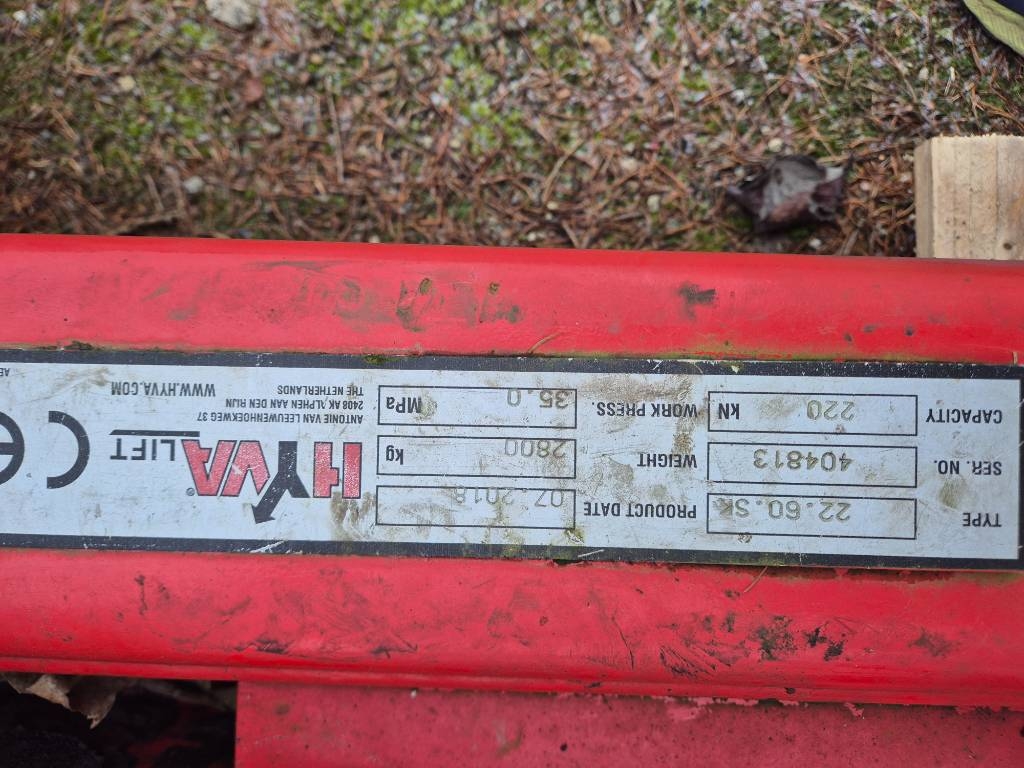 TYPE 22.60.SK PRODUCT DATE 07.2018
SER. NO. 404813 WEIGHT 2800 kg
CAPACITY 220 kN WORK PRESS. 35.0 MPa
HYVA®
LIFT
ANTONIE VAN LEEUWENHOEKWEG 37
2408 AK ALPHEN AAN DEN RIJN
THE NETHERLANDS
WWW.HYVA.COM
CE